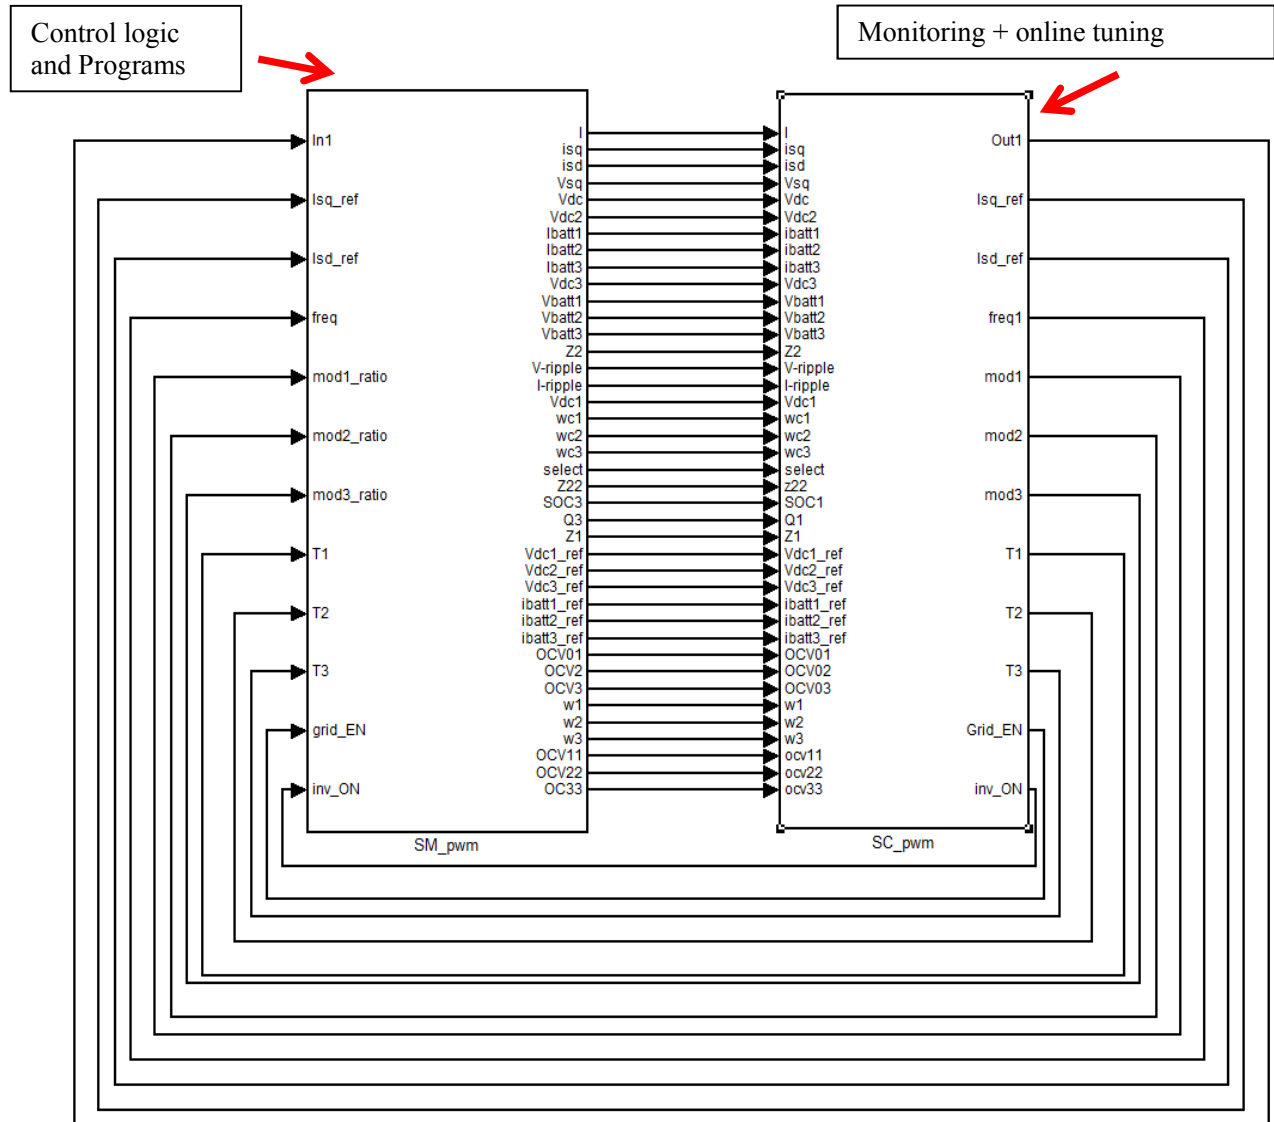 Control logic
and Programs
Monitoring + online tuning
In1
Isq_ref
Isd_ref
freq
mod1_ratio
mod2_ratio
mod3_ratio
T1
T2
T3
grid_EN
inv_ON
I
isq
isd
Vsq
Vdc
Vdc2
Ibatt1
Ibatt2
Ibatt3
Vdc3
Vbatt1
Vbatt2
Vbatt3
Z2
V-ripple
I-ripple
Vdc1
wc1
wc2
wc3
select
Z22
SOC3
Q3
Z1
Vdc1_ref
Vdc2_ref
Vdc3_ref
ibatt1_ref
ibatt2_ref
ibatt3_ref
OCV01
OCV2
OCV3
w1
w2
w3
OCV11
OCV22
OC33
SM_pwm
I
isq
isd
Vsq
Vdc
Vdc2
ibatt1
ibatt2
ibatt3
Vdc3
Vbatt1
Vbatt2
Vbatt3
Z2
V-ripple
I-ripple
Vdc1
wc1
wc2
wc3
select
z22
SOC1
Q1
Z1
Vdc1_ref
Vdc2_ref
Vdc3_ref
ibatt1_ref
ibatt2_ref
ibatt3_ref
OCV01
OCV02
OCV03
w1
w2
w3
ocv11
ocv22
ocv33
Out1
Isq_ref
Isd_ref
freq1
mod1
mod2
mod3
T1
T2
T3
Grid_EN
inv_ON
SC_pwm